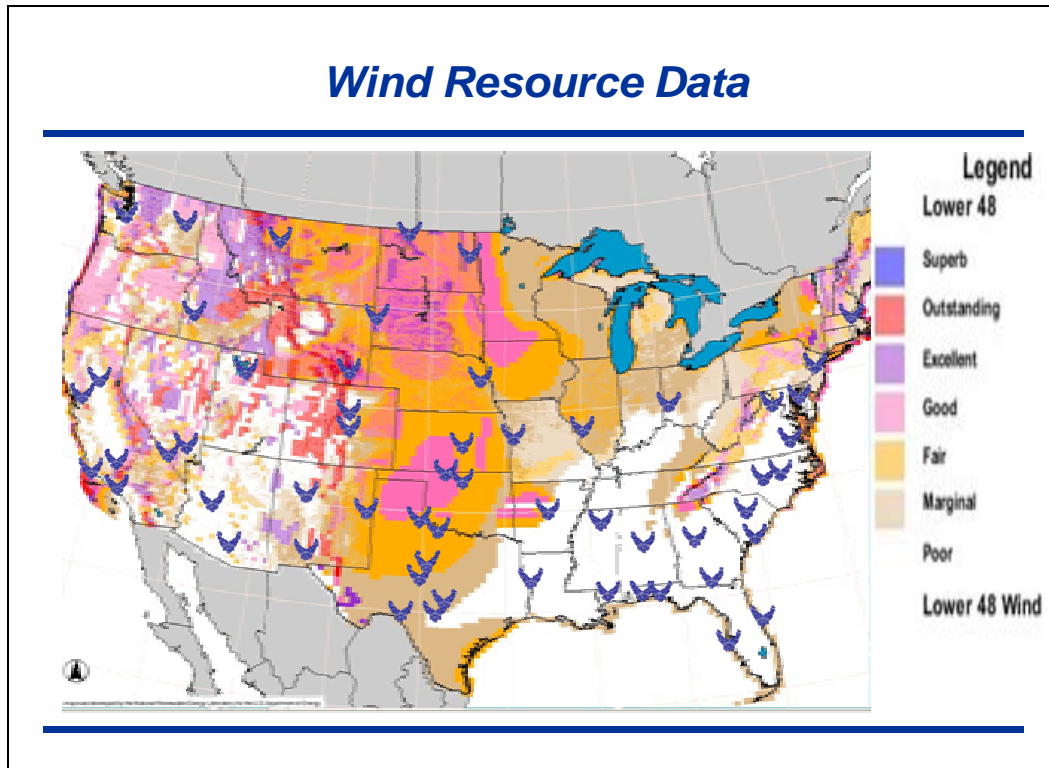 Wind Resource Data
Legend
Lower 48
Superb
Outstanding
Excellent
Good
Fair
Marginal
Poor
Lower 48 Wind